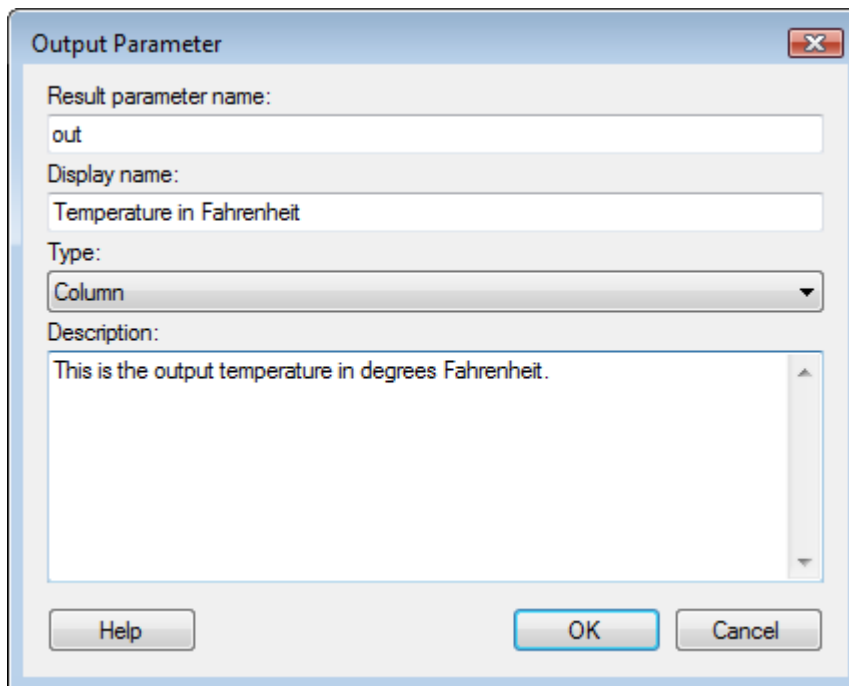 Output Parameter
Result parameter name:
out
Display name:
Temperature in Fahrenheit
Type:
Column
Description:
This is the output temperature in degrees Fahrenheit.
Help
OK
Cancel